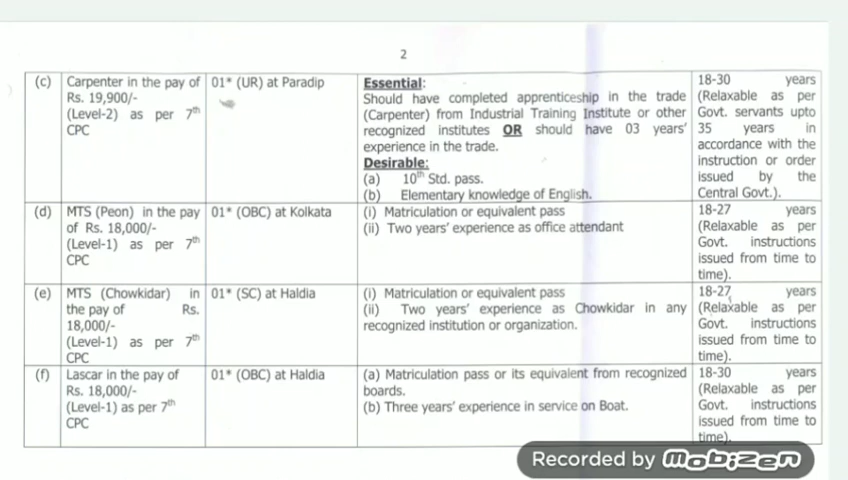 2
(c) Carpenter in the pay of Rs. 19,900/- (Level-2) as per 7th CPC
01* (UR) at Paradip
Essential:
Should have completed apprenticeship in the trade
(Carpenter) from Industrial Training Institute or other
recognized institutes OR should have 03 years'
experience in the trade.
Desirable:
(a) 10th Std. pass.
(b) Elementary knowledge of English.
18-30 years
(Relaxable as per
Govt. servants upto
35 years in
accordance with the
instruction or order
issued by the
Central Govt.).
(d) MTS (Peon) in the pay
of Rs. 18,000/-
(Level-1) as per 7th
CPC
01* (OBC) at Kolkata
(i) Matriculation or equivalent pass
(ii) Two years' experience as office attendant
18-27 years
(Relaxable as per
Govt. instructions
issued from time to
time).
(e) MTS (Chowkidar) in
the pay of Rs.
18,000/-
(Level-1) as per 7th
CPC
01* (SC) at Haldia
(i) Matriculation or equivalent pass
(ii) Two years' experience as Chowkidar in any
recognized institution or organization.
18-27 years
(Relaxable as per
Govt. instructions
issued from time to
time).
(f) Lascar in the pay of
Rs. 18,000/-
(Level-1) as per 7th
CPC
01* (OBC) at Haldia
(a) Matriculation pass or its equivalent from recognized
boards.
(b) Three years' experience in service on Boat.
18-30 years
(Relaxable as per
Govt. instructions
issued from time to
time).
Recorded by mobizen